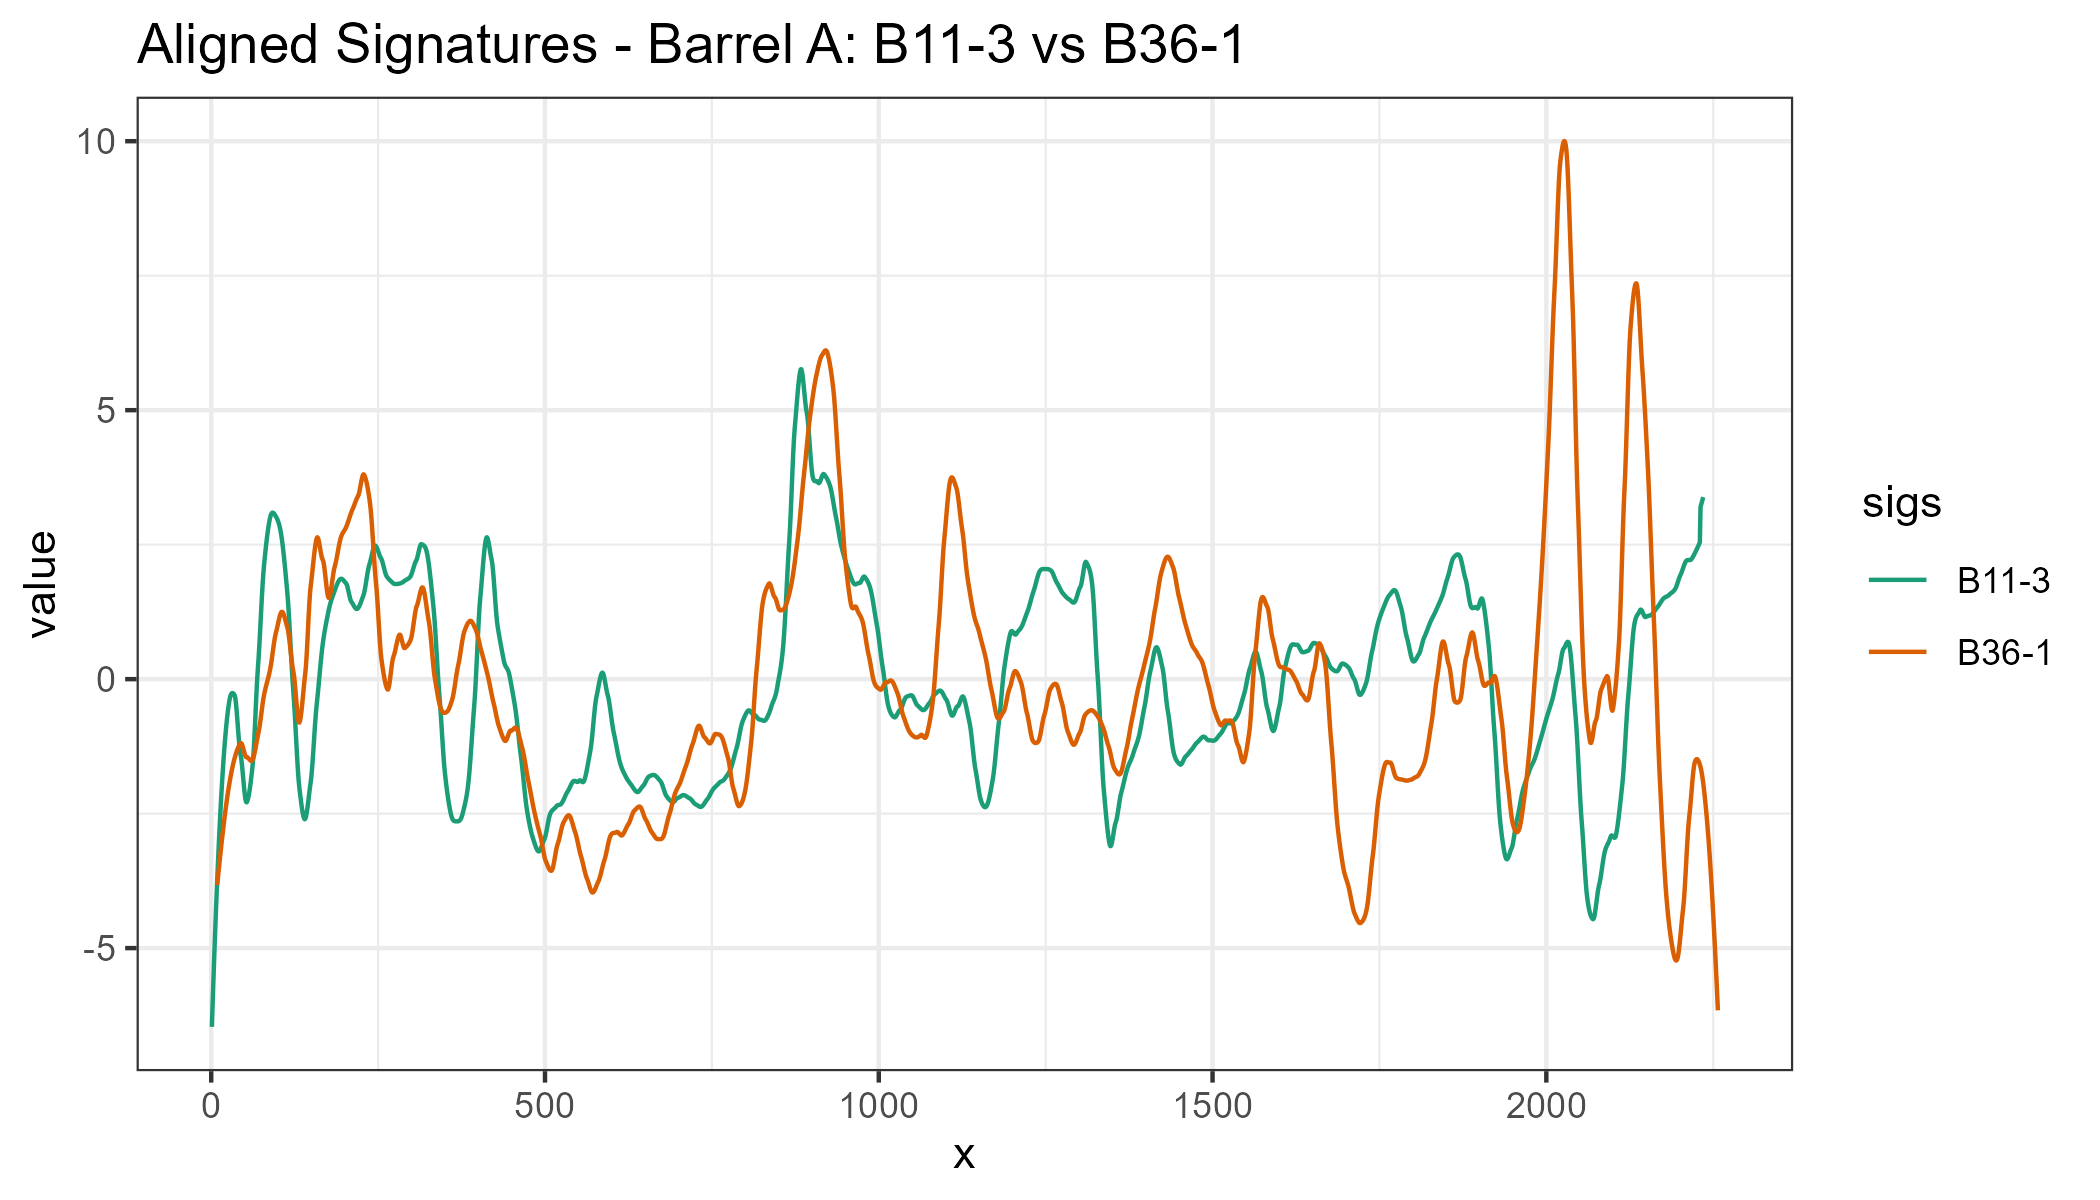 Aligned Signatures - Barrel A: B11-3 vs B36-1
10
5
0
-5
value
0 500 1000 1500 2000
x
sigs
B11-3
B36-1